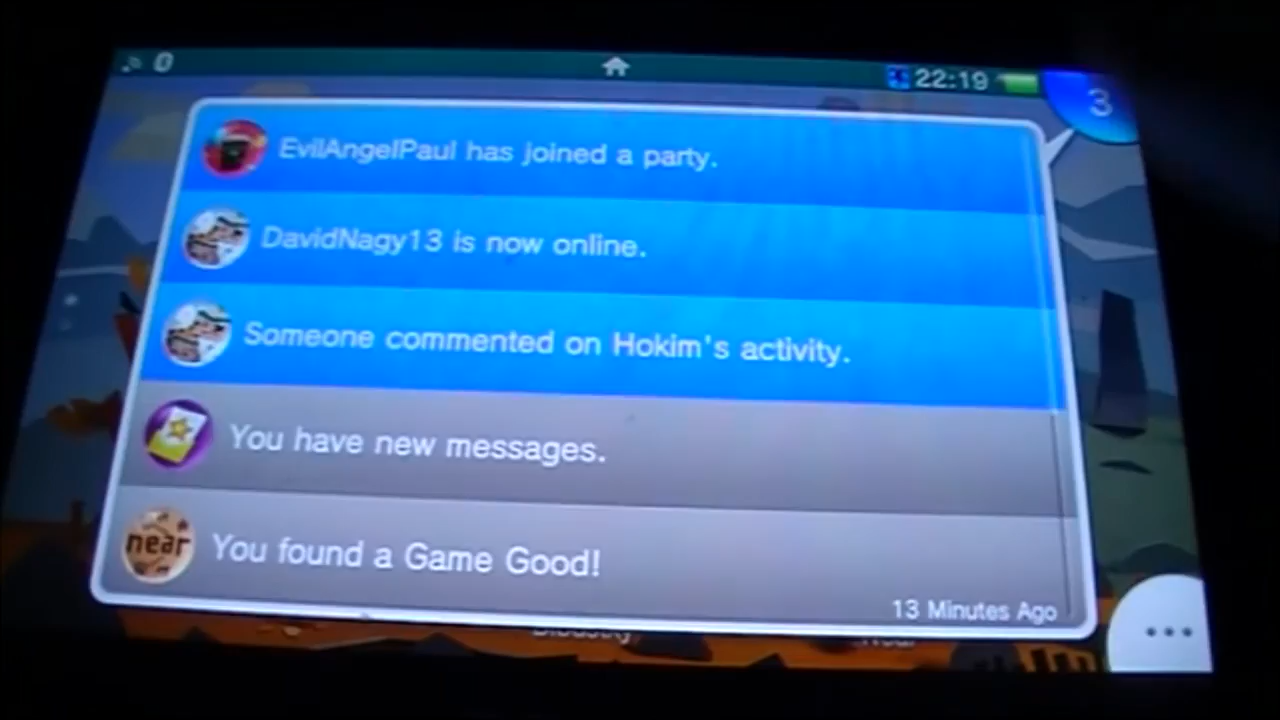 22:19
3
EvilAngelPaul has joined a party.
DavidNagy13 is now online.
Someone commented on Hokim's activity.
You have new messages.
near
You found a Game Good!
13 Minutes Ago